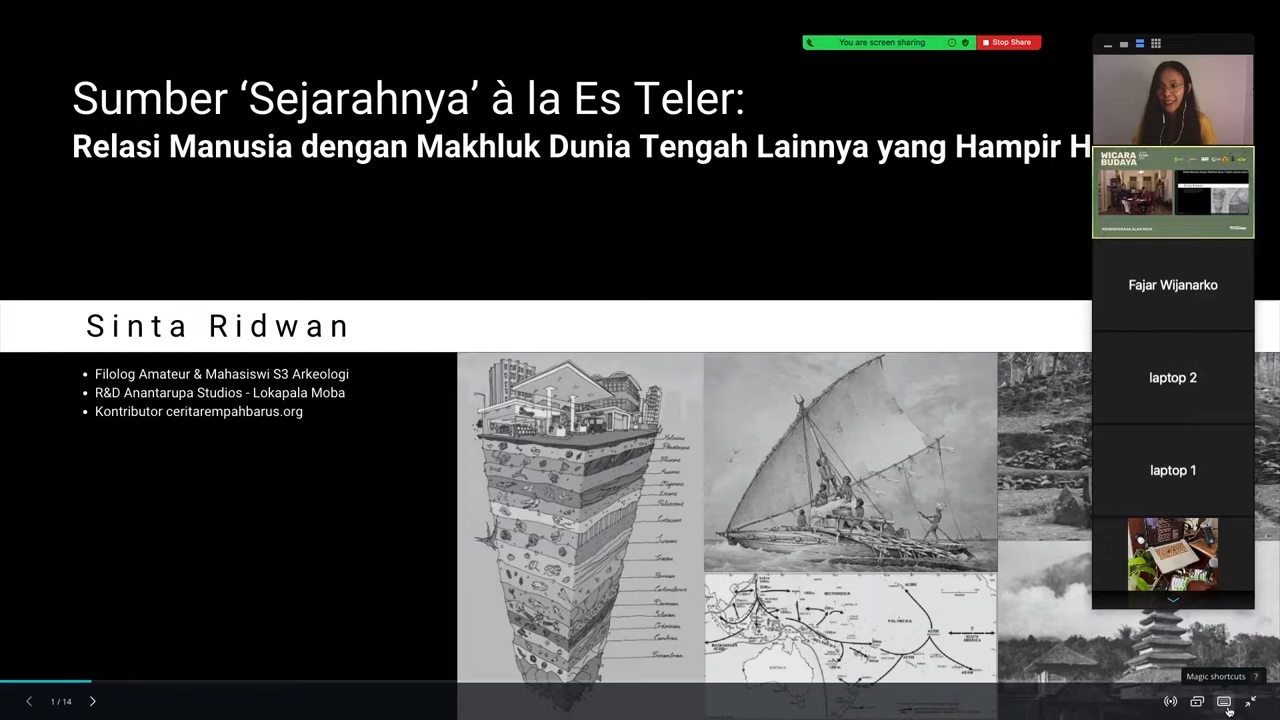 You are screen sharing
Stop Share
Sumber ‘Sejarahnya’ à la Es Teler:
Relasi Manusia dengan Makhluk Dunia Tengah Lainnya yang Hampir H
WICARA
BUDAYA
Fajar Wijanarko
laptop 2
laptop 1
Sinta Ridwan
• Filolog Amateur & Mahasiswi S3 Arkeologi
• R&D Anantarupa Studios - Lokapala Moba
• Kontributor ceritarempahbarus.org
POLINESIA
Magic shortcuts ?
1 / 14